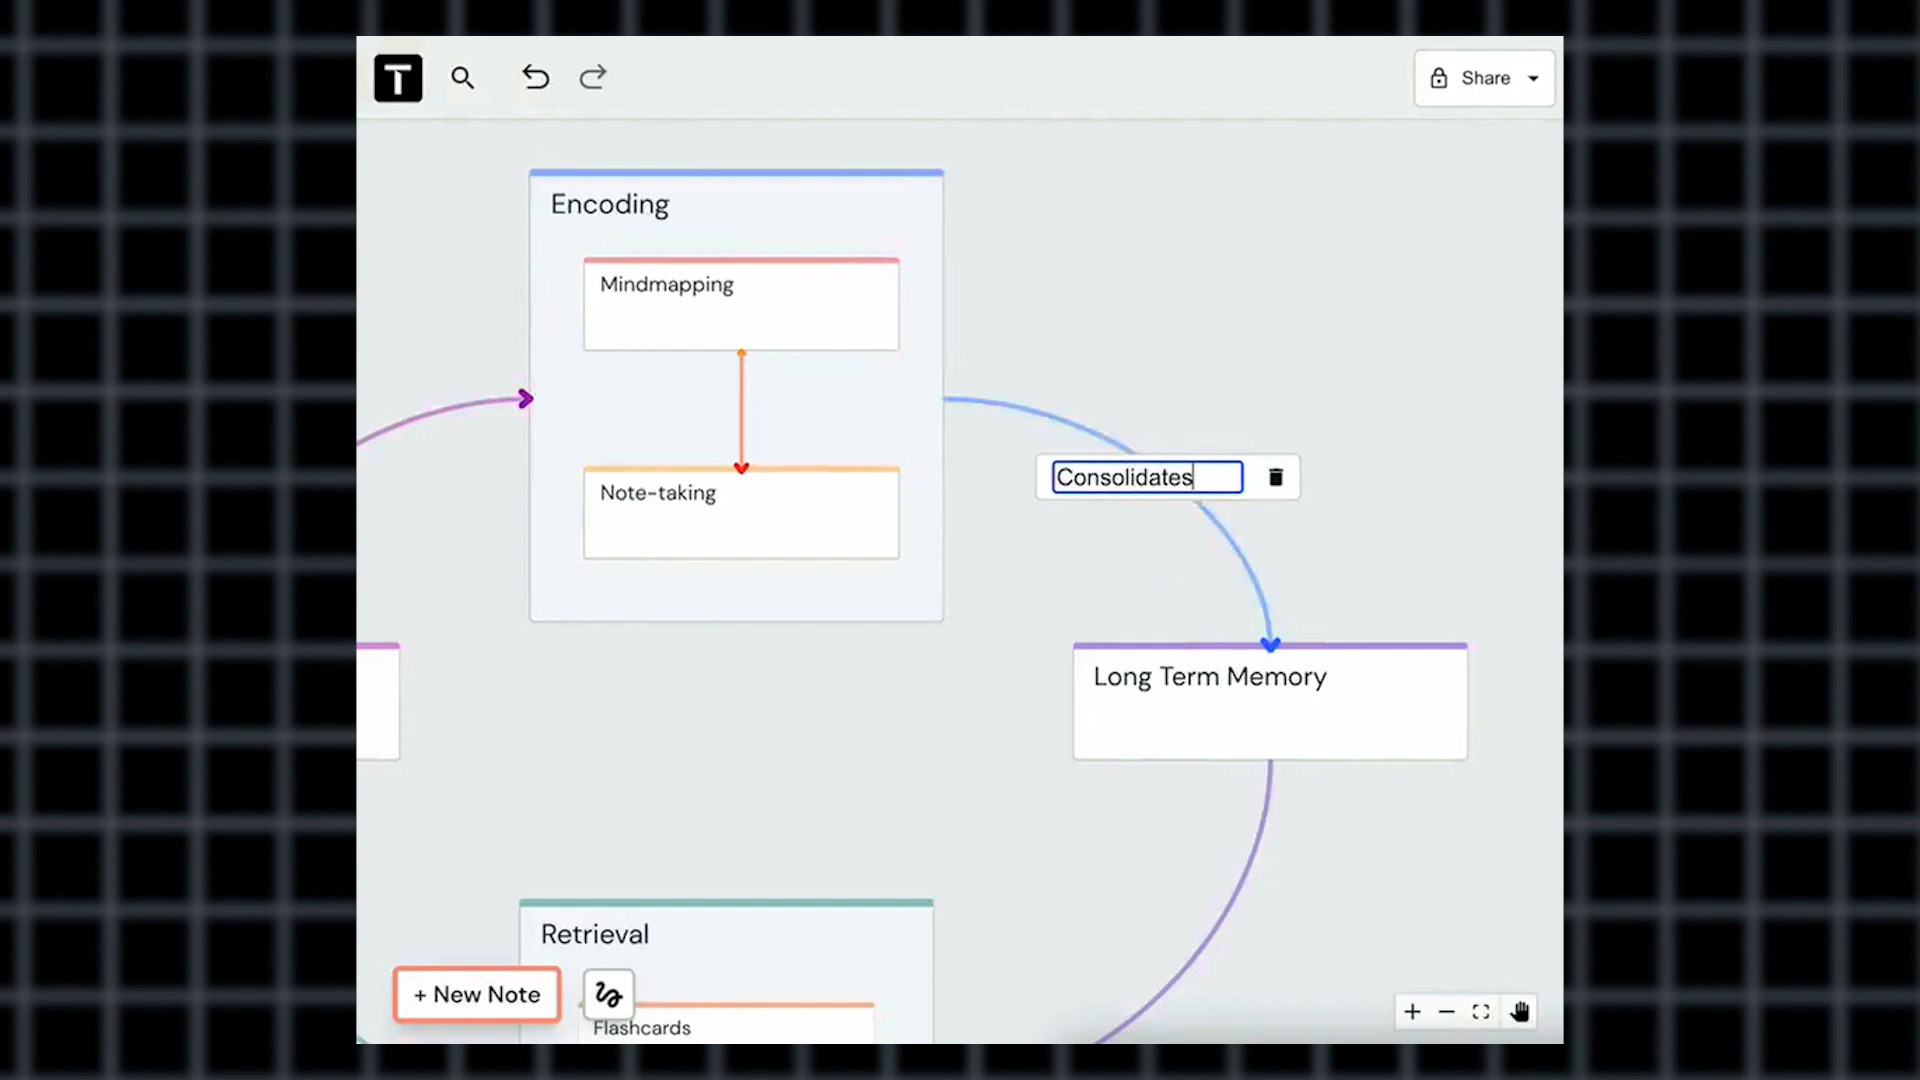 T
Share
Encoding
Mindmapping
Note-taking
Consolidates
Long Term Memory
Retrieval
+ New Note
Flashcards